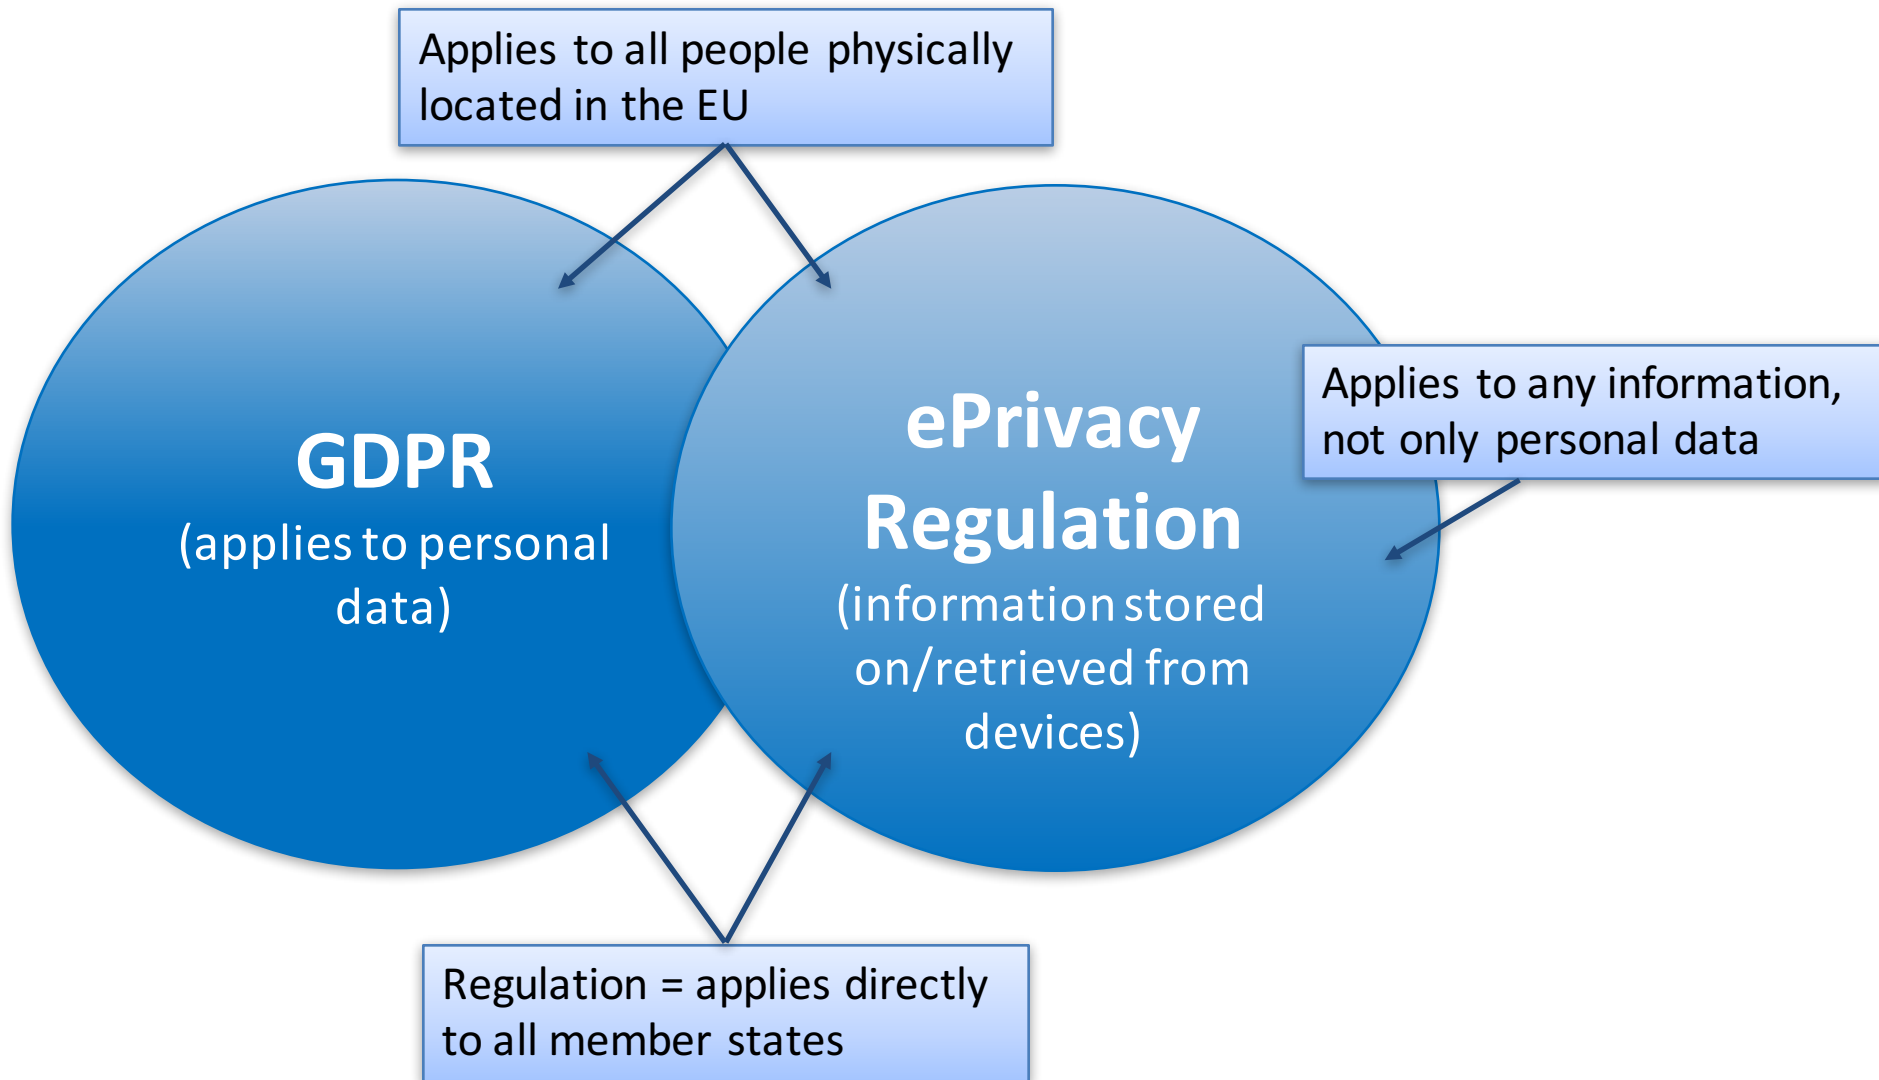 Applies to all people physically
located in the EU
GDPR
(applies to personal
data)
ePrivacy
Regulation
(information stored
on/retrieved from
devices)
Applies to any information,
not only personal data
Regulation = applies directly
to all member states